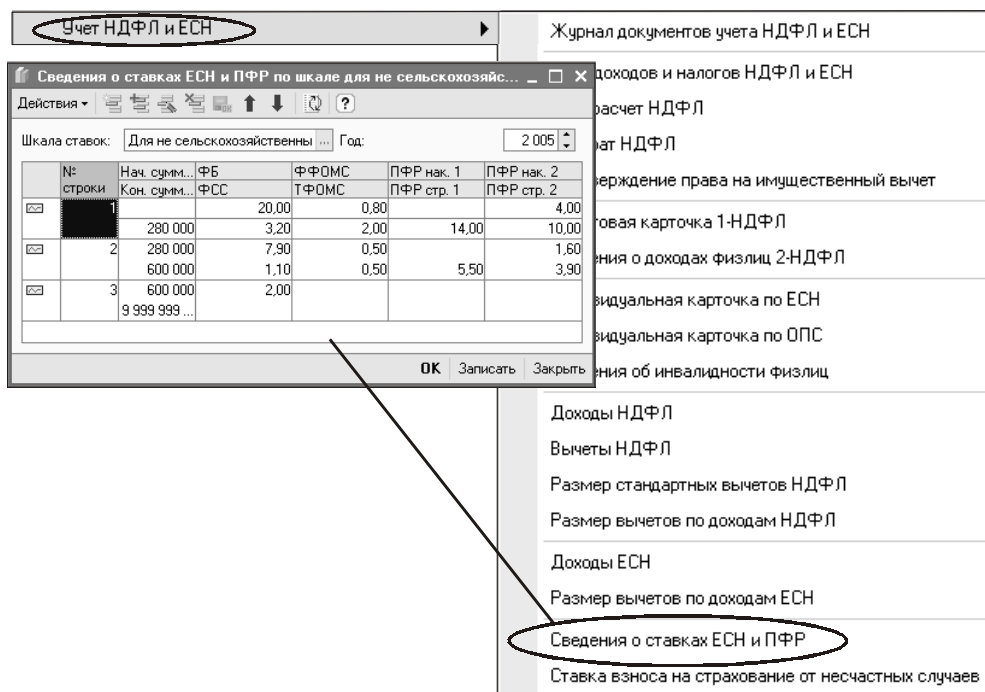 Учет НДФЛ и ЕСН
Журнал документов учета НДФЛ и ЕСН
Сведения о ставках ЕСН и ПФР по шкале для не сельскохозяйс...
доходов и налогов НДФЛ и ЕСН
Действия
расчет НДФЛ
Шкала ставок: Для не сельскохозяйственны ... Год: 2 005
рат НДФЛ
№ Нач. сумм... ФБ ФФОМС ПФР нак. 1 ПФР нак. 2
строки Кон. сумм... ФСС ТФОМС ПФР стр. 1 ПФР стр. 2
верждение права на имущественный вычет
1 20,00 0,80 4,00
280 000 3,20 2,00 14,00 10,00
говая карточка 1-НДФЛ
2 280 000 7,90 0,50 1,60
600 000 1,10 0,50 5,50 3,90
ения о доходах физлиц 2-НДФЛ
3 600 000 2,00
9 999 999 ...
видуальная карточка по ЕСН
видуальная карточка по ОПС
OK Записать Закрыть
ения об инвалидности физлиц
Доходы НДФЛ
Вычеты НДФЛ
Размер стандартных вычетов НДФЛ
Размер вычетов по доходам НДФЛ
Доходы ЕСН
Размер вычетов по доходам ЕСН
Сведения о ставках ЕСН и ПФР
Ставка взноса на страхование от несчастных случаев